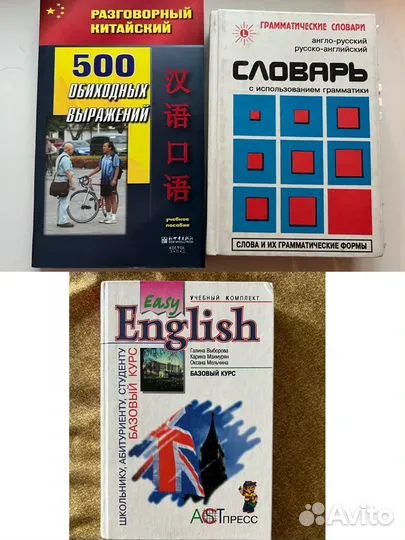 РАЗГОВОРНЫЙ
КИТАЙСКИЙ
500
ОБИХОДНЫХ
ВЫРАЖЕНИЙ
汉语口语
учебное
пособие
ГРАММАТИЧЕСКИЕ СЛОВАРИ
L
англо-русский
русско-английский
СЛОВАРЬ
с использованием грамматики
СЛОВА И ИХ ГРАММАТИЧЕСКИЕ ФОРМЫ
Easy
УЧЕБНЫЙ КОМПЛЕКТ
English
Галина Выборова
Карина Махмурян
Оксана Мельчина
БАЗОВЫЙ КУРС
ШКОЛЬНИКУ, АБИТУРИЕНТУ, СТУДЕНТУ
БАЗОВЫЙ КУРС
АСТ ПРЕСС
Avito